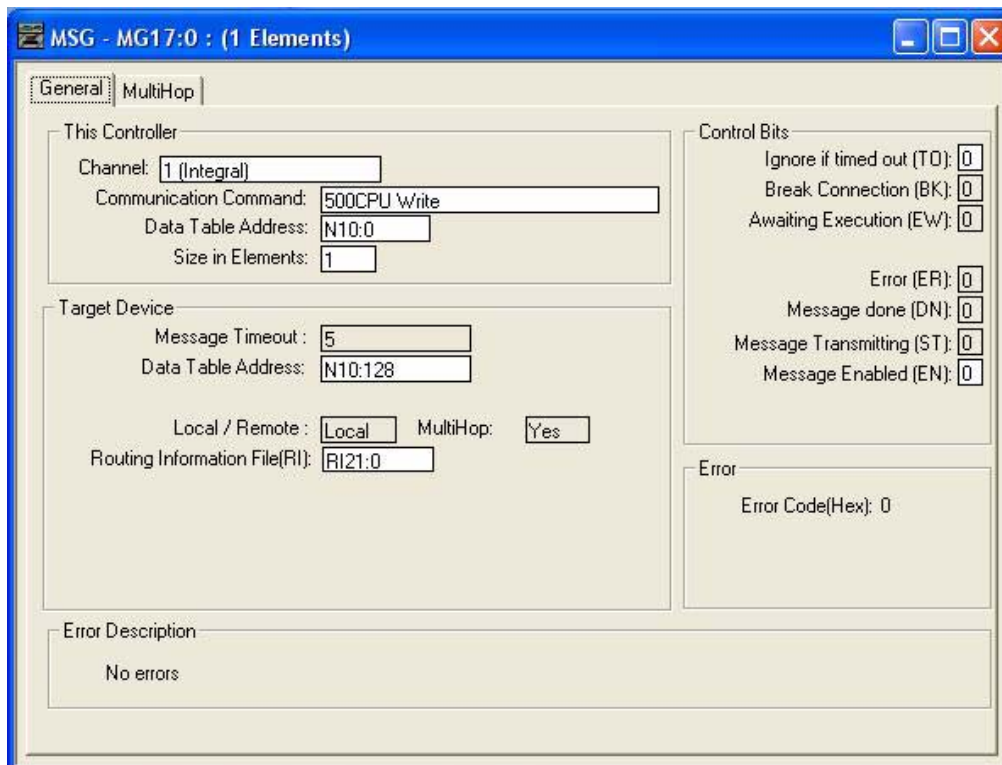 MSG - MG17:0 : (1 Elements)
General MultiHop
This Controller
Channel: 1 (Integral)
Communication Command: 500CPU Write
Data Table Address: N10:0
Size in Elements: 1
Target Device
Message Timeout : 5
Data Table Address: N10:128
Local / Remote : Local MultiHop: Yes
Routing Information File(RI): RI21:0
Control Bits
Ignore if timed out (TO): 0
Break Connection (BK): 0
Awaiting Execution (EW): 0
Error (ER): 0
Message done (DN): 0
Message Transmitting (ST): 0
Message Enabled (EN): 0
Error
Error Code(Hex): 0
Error Description
No errors